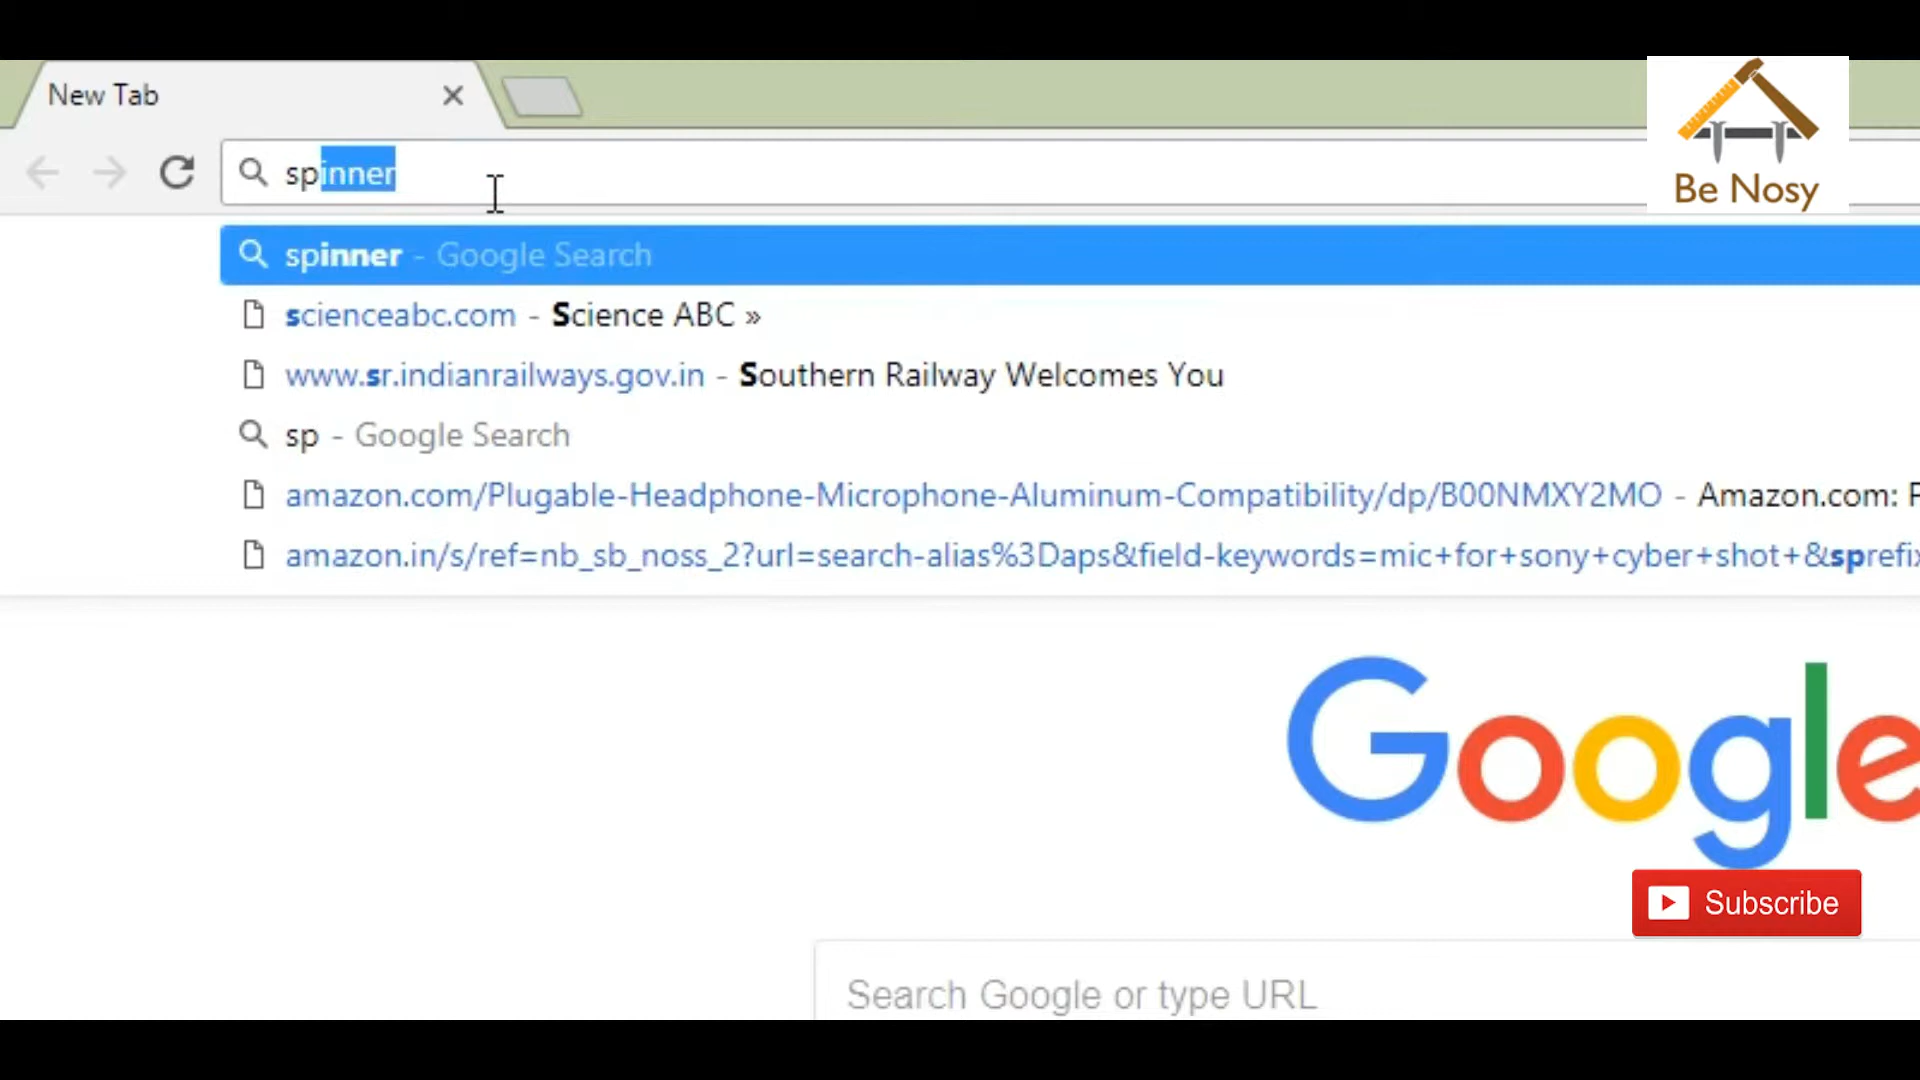 New Tab
spinner
Be Nosy
spinner - Google Search
scienceabc.com - Science ABC »
www.sr.indianrailways.gov.in - Southern Railway Welcomes You
sp - Google Search
amazon.com/Plugable-Headphone-Microphone-Aluminum-Compatibility/dp/B00NMXY2MO - Amazon.com: P
amazon.in/s/ref=nb_sb_noss_2?url=search-alias%3Daps&field-keywords=mic+for+sony+cyber+shot+&sprefix
Google
Subscribe
Search Google or type URL